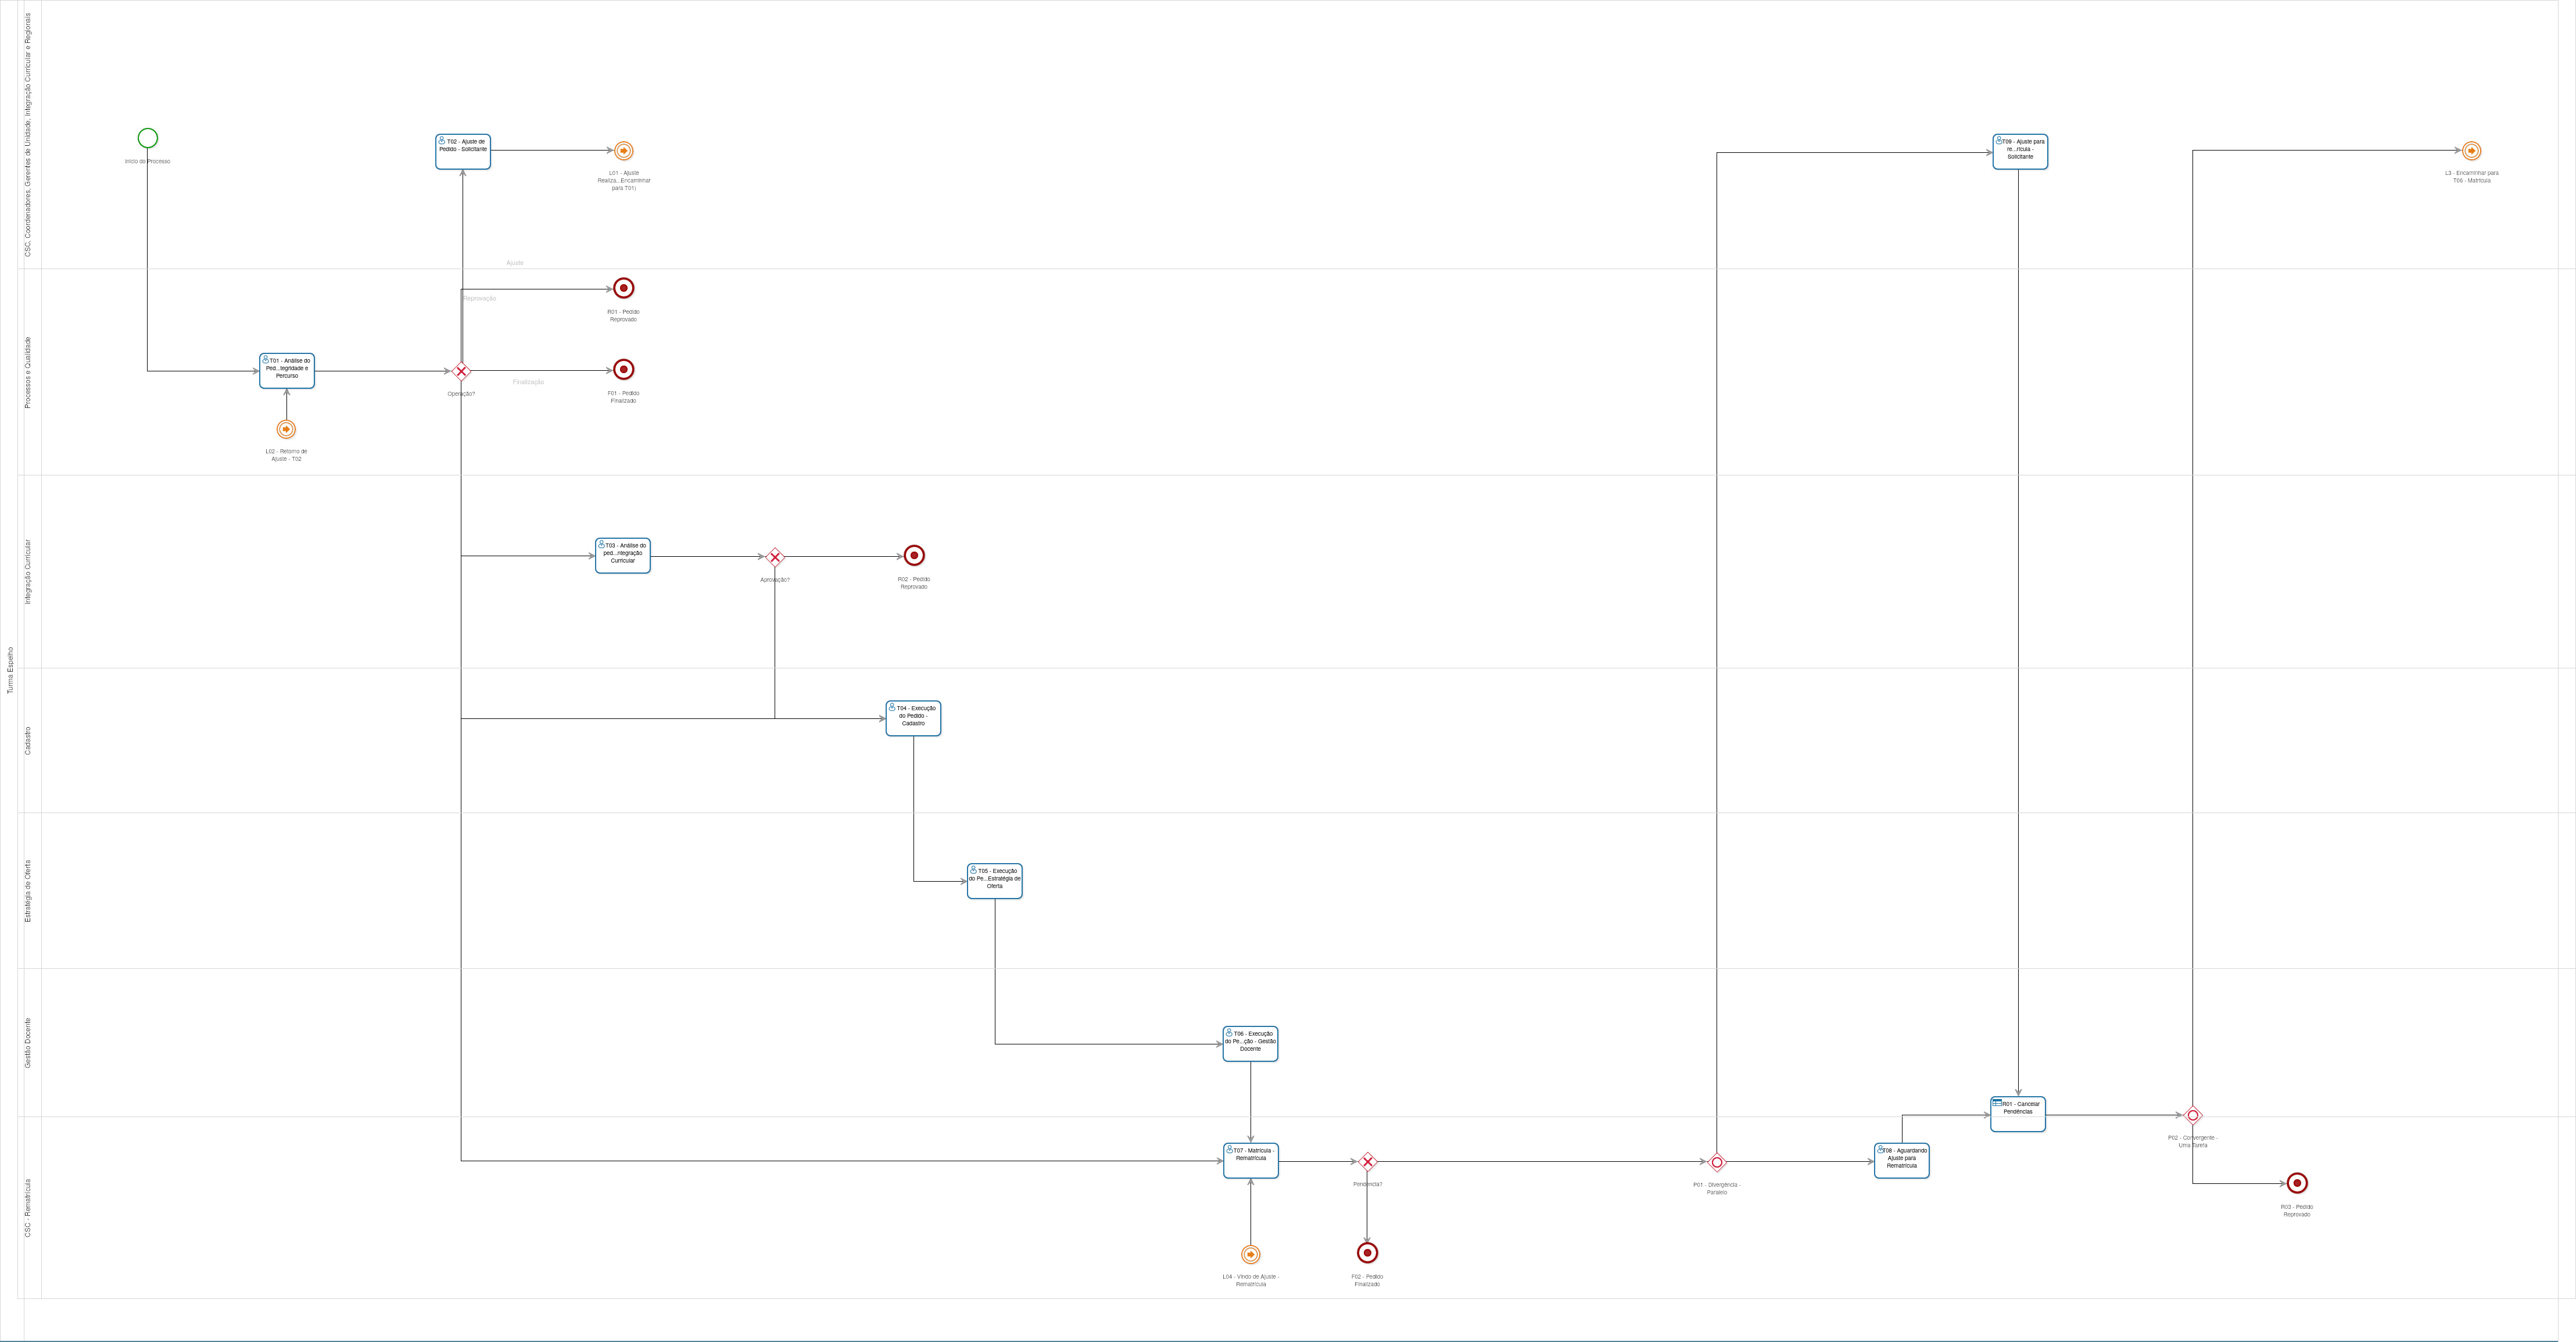 Turma Espelho
CSC, Coordenadores, Gerentes de Unidade, Integração Curricular e Regionais
Início do Processo
T02 - Ajuste de
Pedido - Solicitante
L01 - Ajuste
Realiza...Encaminhar
para T01)
T09 - Ajuste para
re...rícula -
Solicitante
L3 - Encaminhar para
T06 - Matrícula
Ajuste
Processos e Qualidade
Reprovação
R01 - Pedido
Reprovado
T01 - Análise do
Ped...tegridade e
Percurso
Operação?
Finalização
F01 - Pedido
Finalizado
L02 - Retorno de
Ajuste - T02
Integração Curricular
T03 - Análise do
ped...ntegração
Curricular
Aprovação?
R02 - Pedido
Reprovado
Cadastro
T04 - Execução
do Pedido -
Cadastro
Estratégia de Oferta
T05 - Execução
do Pe...Estratégia de
Oferta
Gestão Docente
T06 - Execução
do Pe...ção - Gestão
Docente
R01 - Cancelar
Pendências
P02 - Convergente -
Uma Tarefa
CSC - Rematrícula
T07 - Matrícula -
Rematrícula
Pendência?
P01 - Divergência -
Paralelo
T08 - Aguardando
Ajuste para
Rematrícula
R03 - Pedido
Reprovado
L04 - Vindo de Ajuste -
Rematrícula
F02 - Pedido
Finalizado